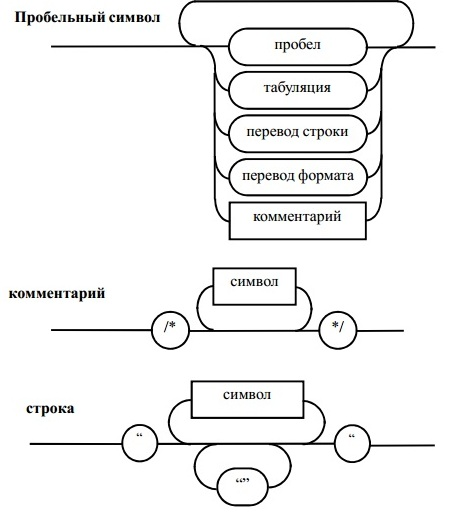 Пробельный символ
пробел
табуляция
перевод строки
перевод формата
комментарий
символ
комментарий
/*
*/
символ
строка
“
“
“”